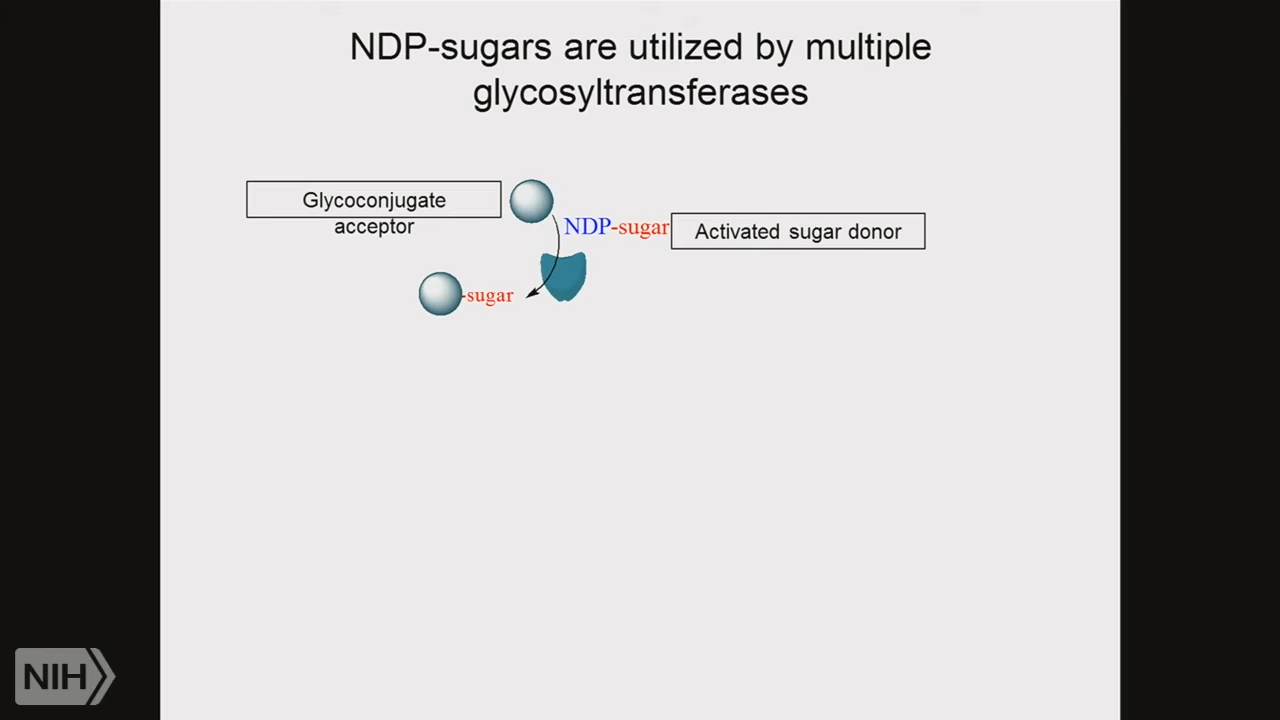 NDP-sugars are utilized by multiple
glycosyltransferases
Glycoconjugate
acceptor
NDP-sugar
Activated sugar donor
-sugar
NIH